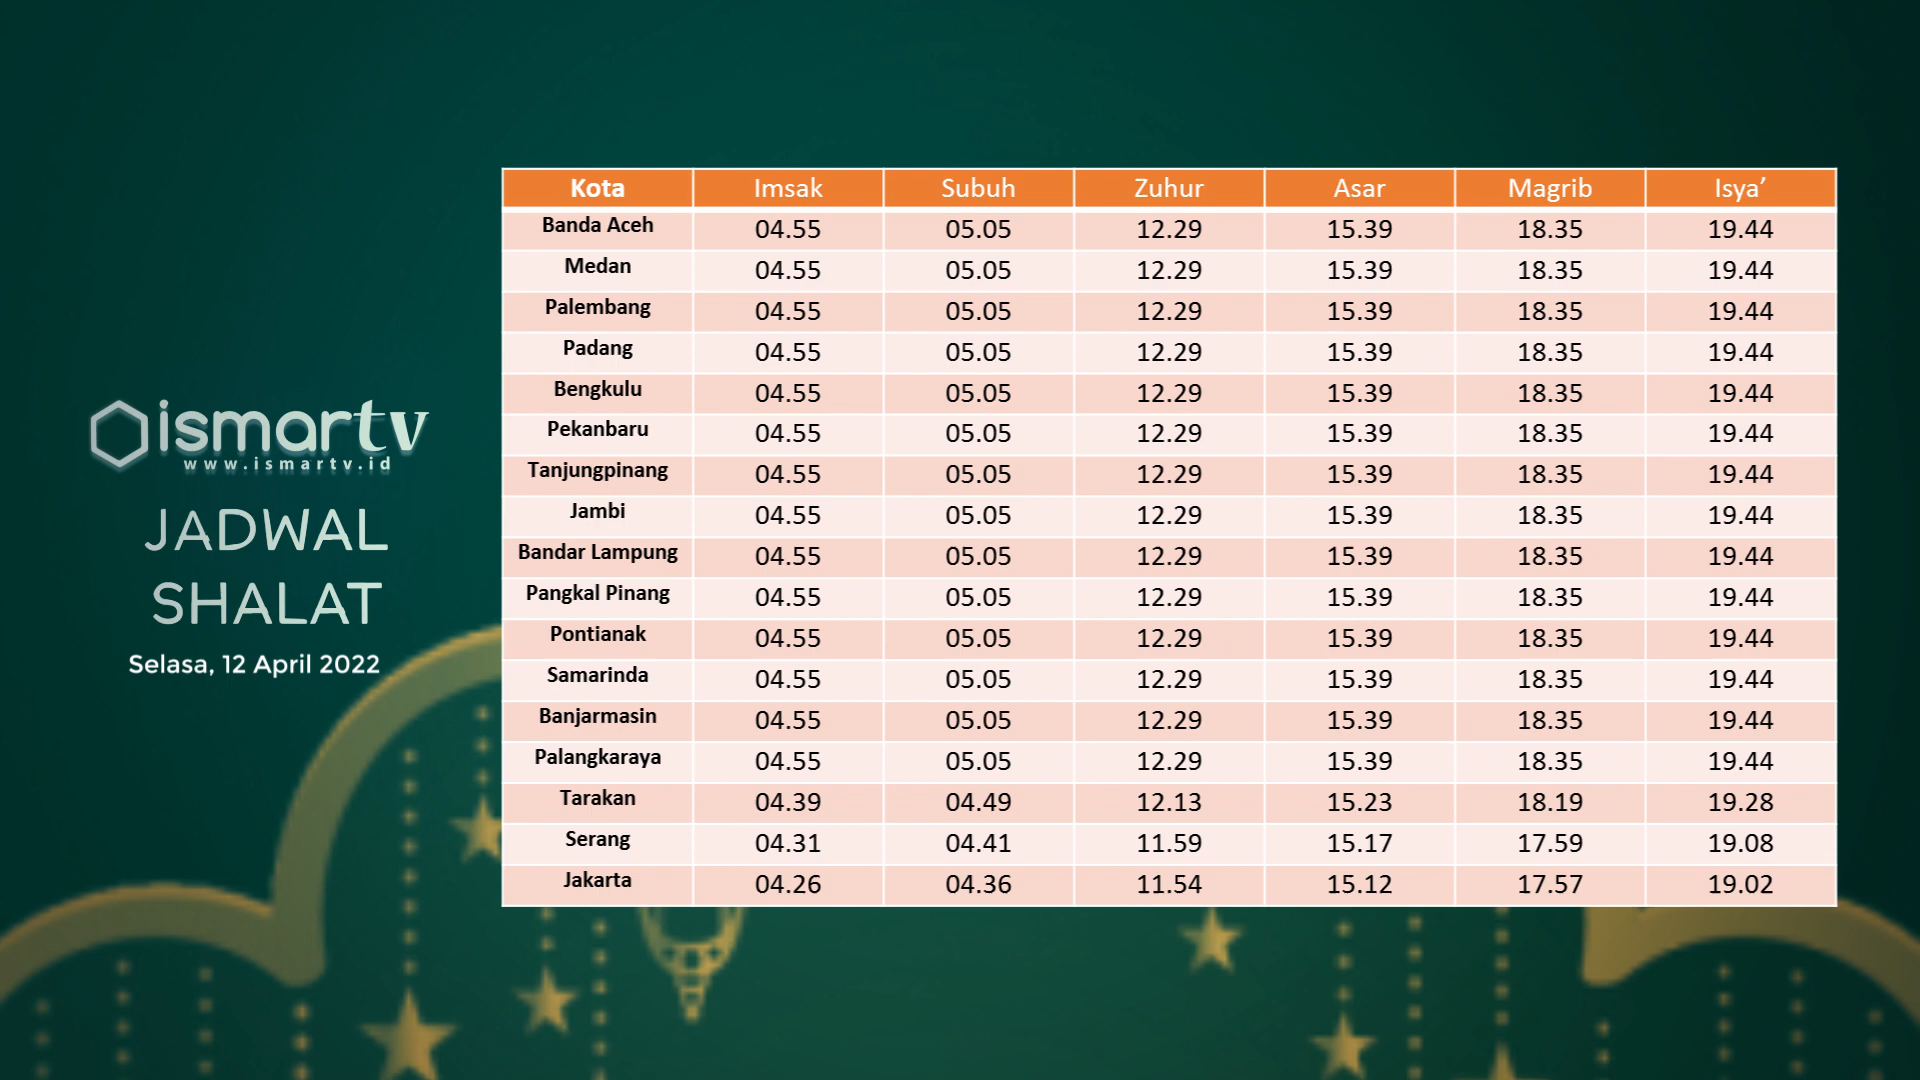 ismartv
www.ismartv.id
JADWAL
SHALAT
Selasa, 12 April 2022
Kota Imsak Subuh Zuhur Asar Magrib Isya’
Banda Aceh 04.55 05.05 12.29 15.39 18.35 19.44
Medan 04.55 05.05 12.29 15.39 18.35 19.44
Palembang 04.55 05.05 12.29 15.39 18.35 19.44
Padang 04.55 05.05 12.29 15.39 18.35 19.44
Bengkulu 04.55 05.05 12.29 15.39 18.35 19.44
Pekanbaru 04.55 05.05 12.29 15.39 18.35 19.44
Tanjungpinang 04.55 05.05 12.29 15.39 18.35 19.44
Jambi 04.55 05.05 12.29 15.39 18.35 19.44
Bandar Lampung 04.55 05.05 12.29 15.39 18.35 19.44
Pangkal Pinang 04.55 05.05 12.29 15.39 18.35 19.44
Pontianak 04.55 05.05 12.29 15.39 18.35 19.44
Samarinda 04.55 05.05 12.29 15.39 18.35 19.44
Banjarmasin 04.55 05.05 12.29 15.39 18.35 19.44
Palangkaraya 04.55 05.05 12.29 15.39 18.35 19.44
Tarakan 04.39 04.49 12.13 15.23 18.19 19.28
Serang 04.31 04.41 11.59 15.17 17.59 19.08
Jakarta 04.26 04.36 11.54 15.12 17.57 19.02